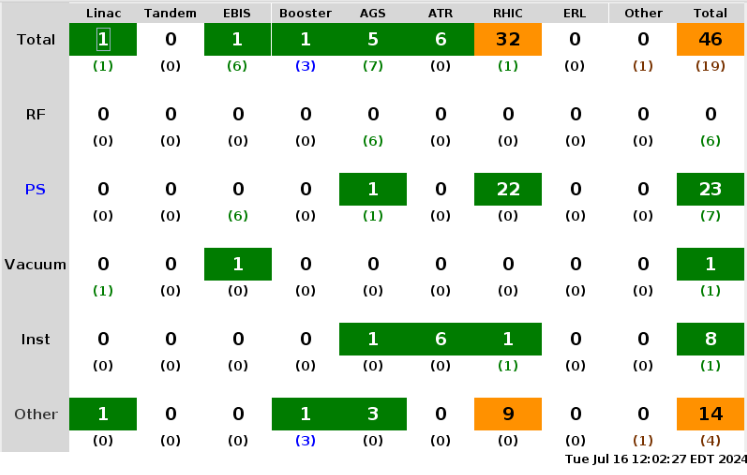 Linac Tandem EBIS Booster AGS ATR RHIC ERL Other Total
Total 1 0 1 1 5 6 32 0 0 46
(1) (0) (6) (3) (7) (0) (1) (0) (1) (19)
RF 0 0 0 0 0 0 0 0 0 0
(0) (0) (0) (0) (6) (0) (0) (0) (0) (6)
PS 0 0 0 0 1 0 22 0 0 23
(0) (0) (6) (0) (1) (0) (0) (0) (0) (7)
Vacuum 0 0 1 0 0 0 0 0 0 1
(1) (0) (0) (0) (0) (0) (0) (0) (0) (1)
Inst 0 0 0 0 1 6 1 0 0 8
(0) (0) (0) (0) (0) (0) (1) (0) (0) (1)
Other 1 0 0 1 3 0 9 0 0 14
(0) (0) (0) (3) (0) (0) (0) (0) (1) (4)
Tue Jul 16 12:02:27 EDT 2024